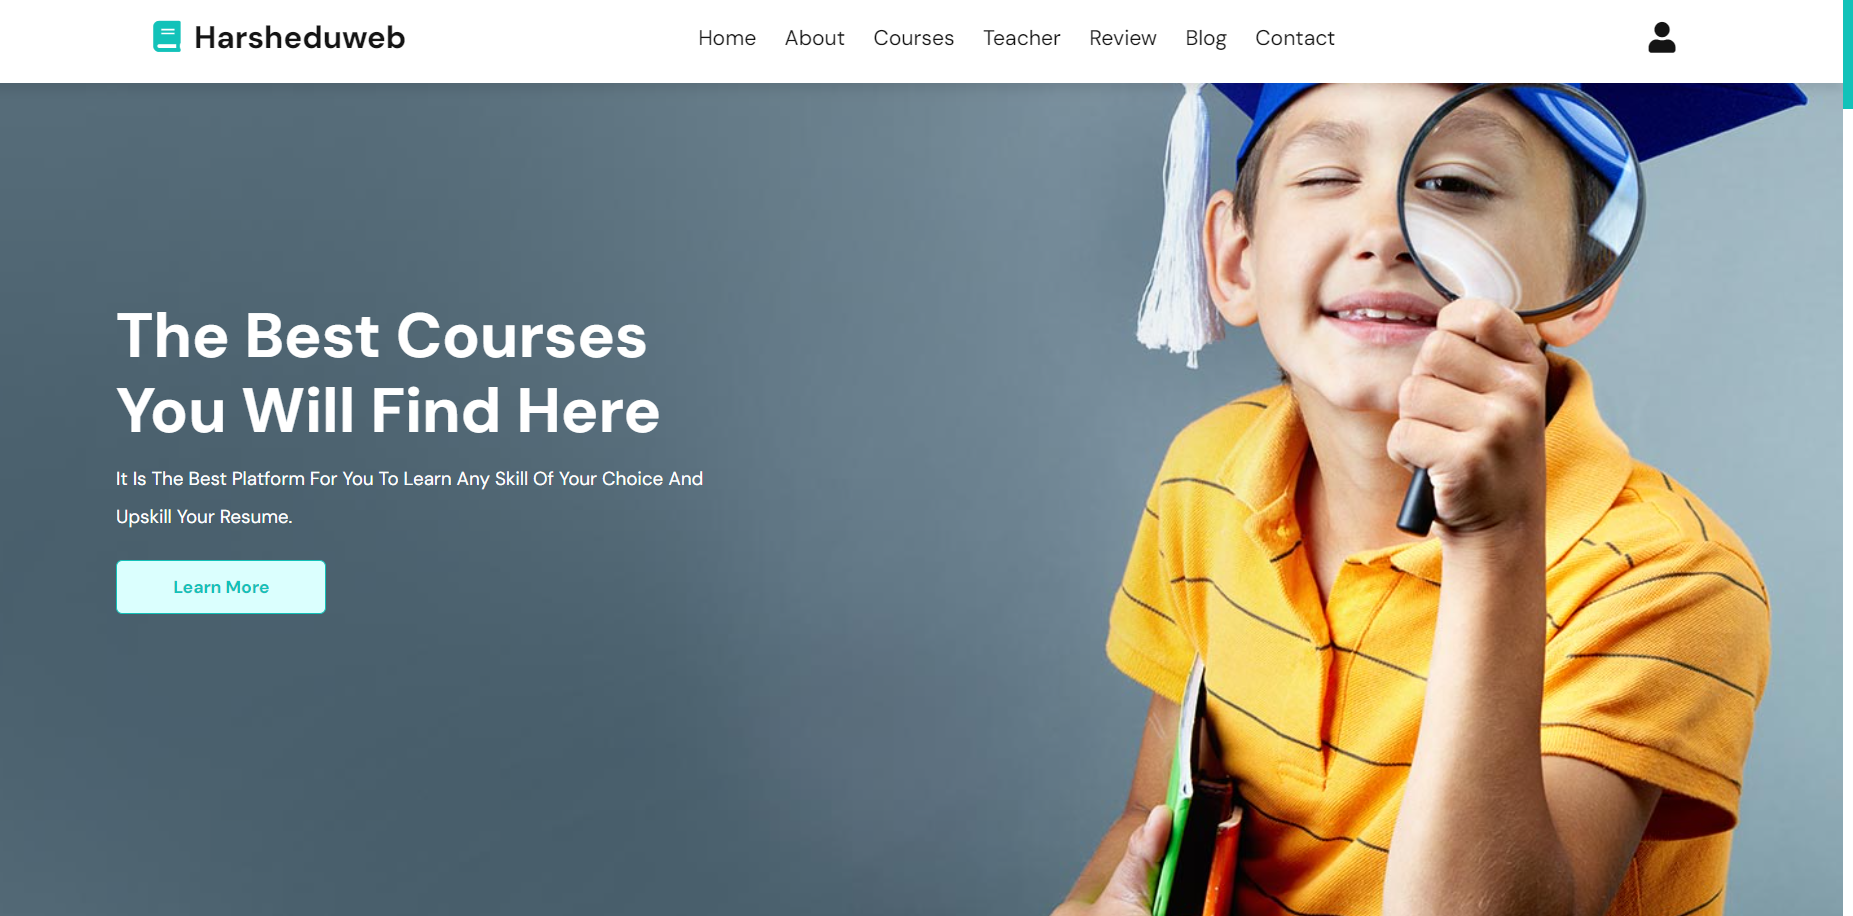 Harsheduweb
Home About Courses Teacher Review Blog Contact
The Best Courses
You Will Find Here
It Is The Best Platform For You To Learn Any Skill Of Your Choice And
Upskill Your Resume.
Learn More